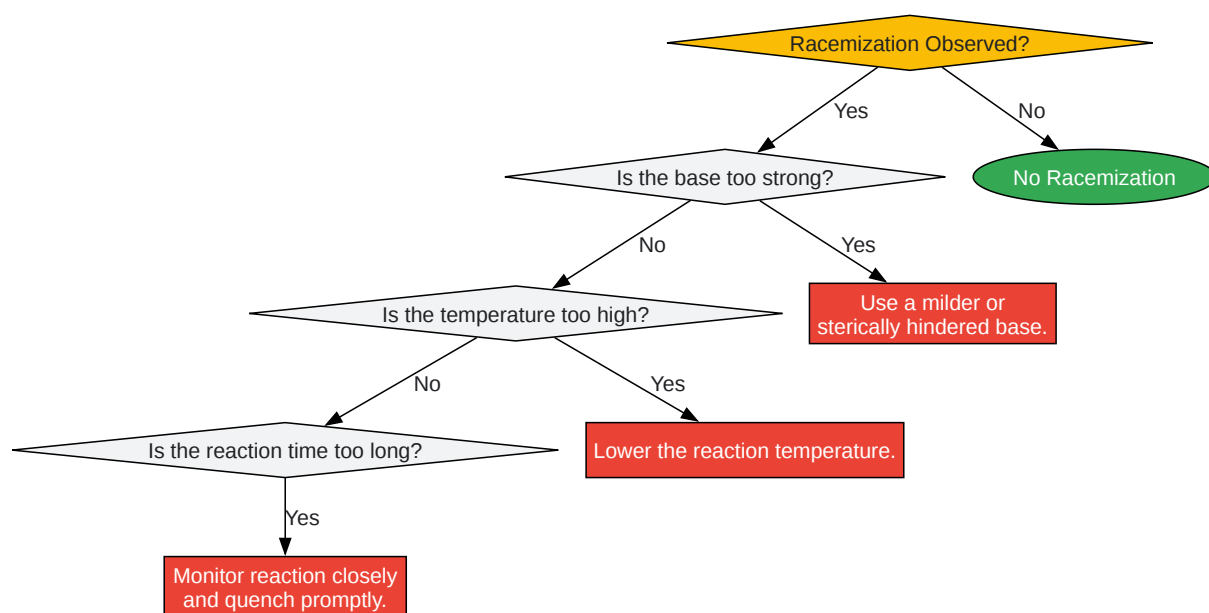 Racemization Observed?
Yes
No
Is the base too strong?
No Racemization
No
Yes
Is the temperature too high?
Use a milder or
sterically hindered base.
No
Yes
Is the reaction time too long?
Lower the reaction temperature.
Yes
Monitor reaction closely
and quench promptly.